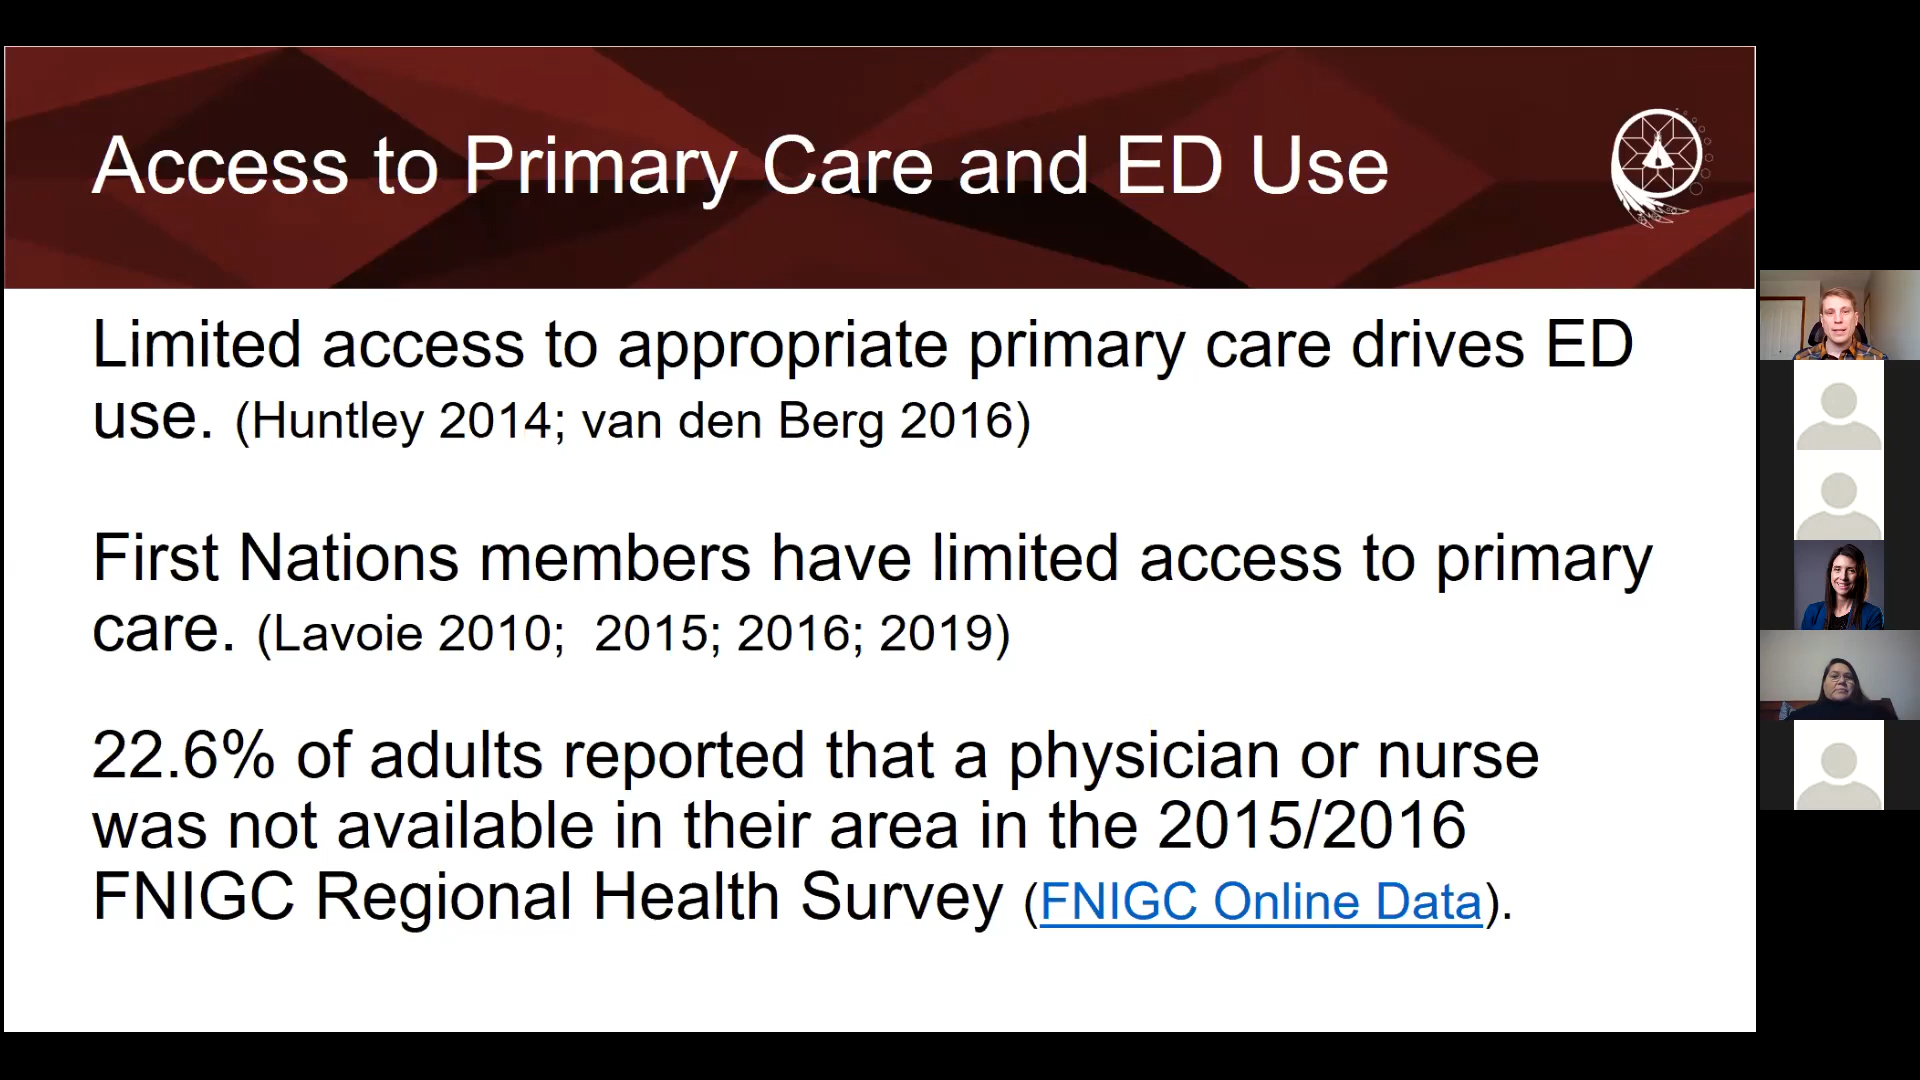 Access to Primary Care and ED Use
Limited access to appropriate primary care drives ED
use. (Huntley 2014; van den Berg 2016)
First Nations members have limited access to primary
care. (Lavoie 2010;  2015; 2016; 2019)
22.6% of adults reported that a physician or nurse
was not available in their area in the 2015/2016
FNIGC Regional Health Survey (FNIGC Online Data).